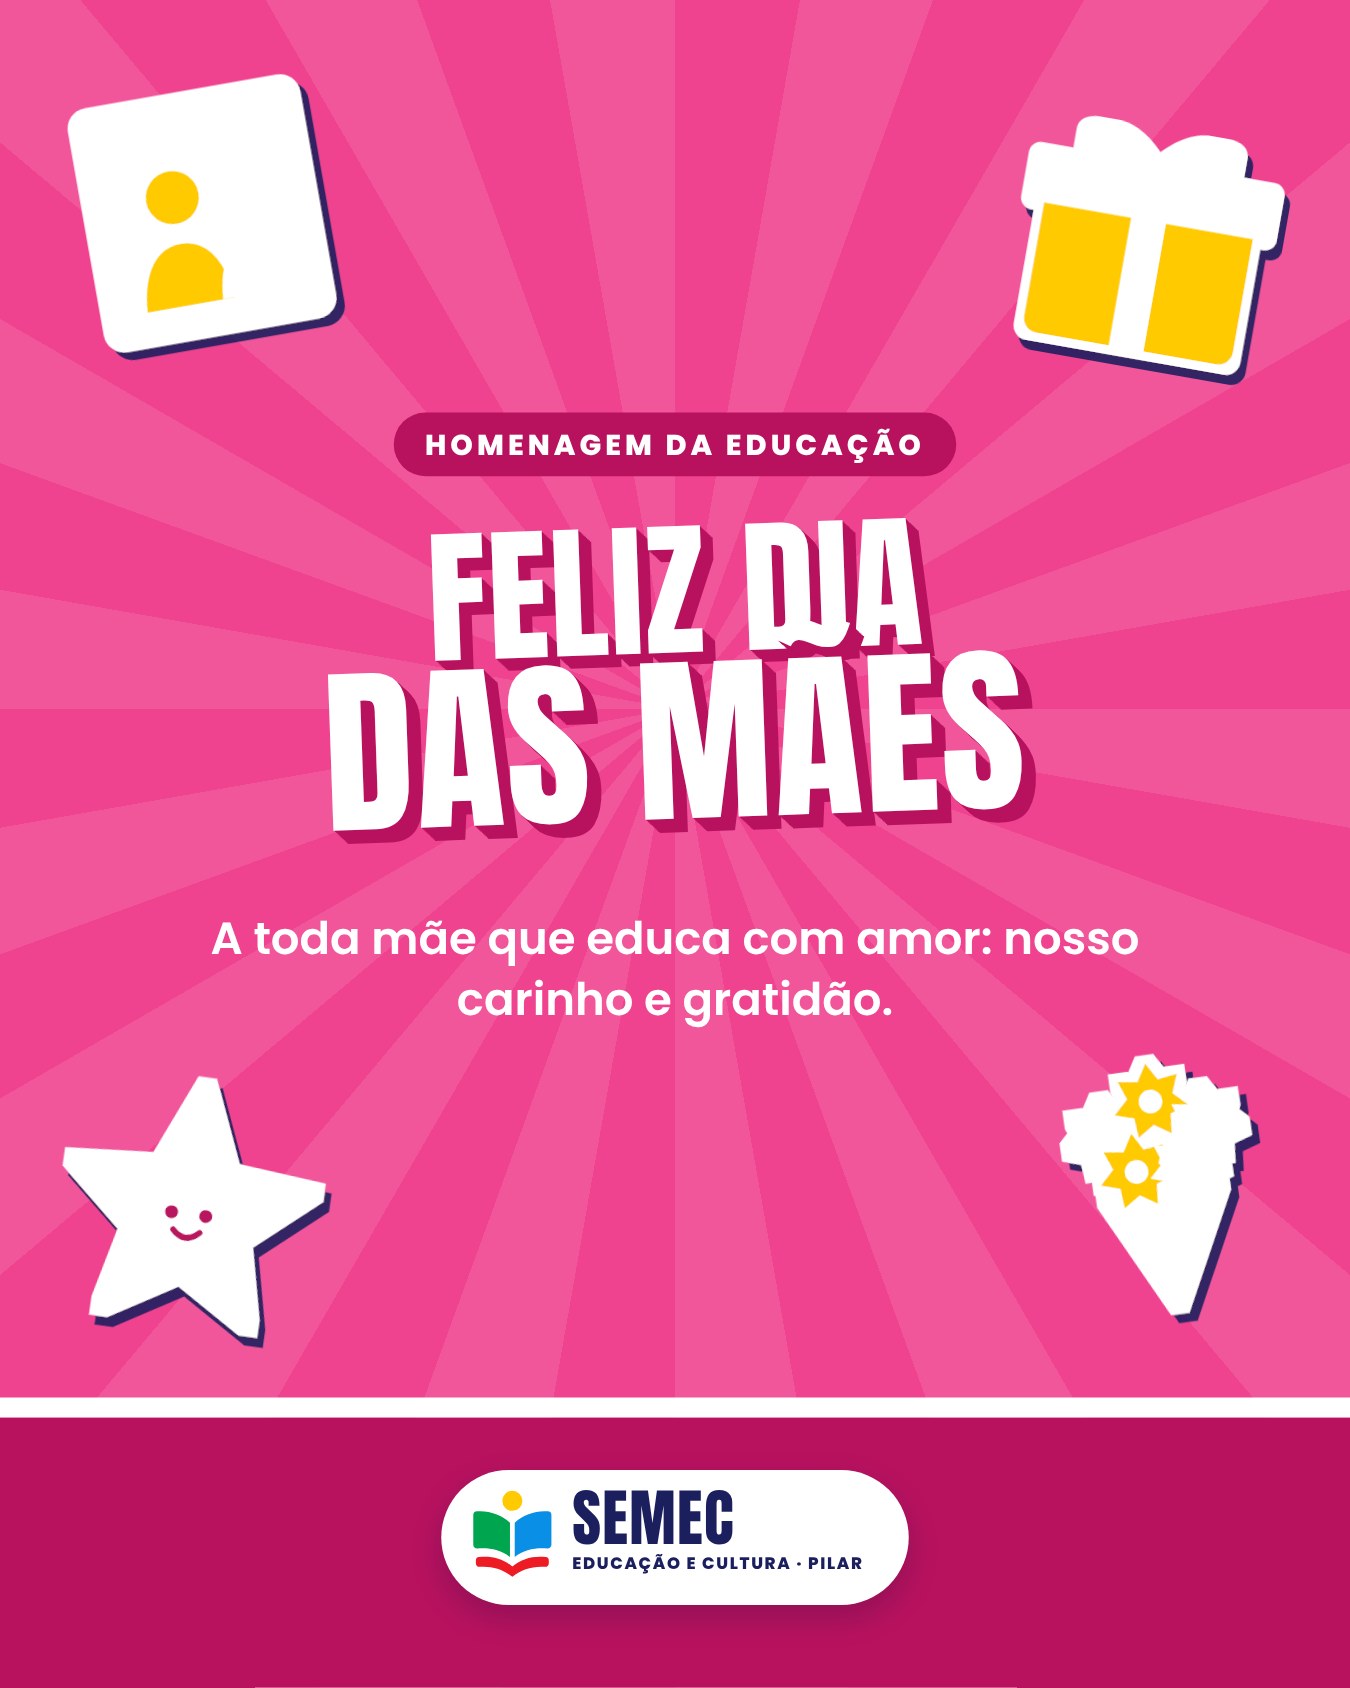 HOMENAGEM DA EDUCAÇÃO
FELIZ DIA
DAS MÃES
A toda mãe que educa com amor: nosso
carinho e gratidão.
SEMEC
EDUCAÇÃO E CULTURA · PILAR